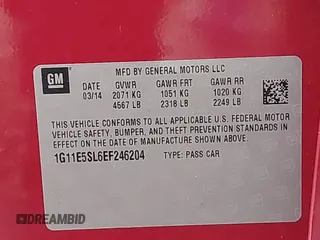 GM
MFD BY GENERAL MOTORS LLC
DATE GVWR GAWR FRT GAWR RR
03/14 2071 KG 1051 KG 1020 KG
4567 LB 2318 LB 2249 LB
THIS VEHICLE CONFORMS TO ALL APPLICABLE U.S. FEDERAL MOTOR
VEHICLE SAFETY, BUMPER, AND THEFT PREVENTION STANDARDS
IN EFFECT ON THE DATE OF MANUFACTURE SHOWN ABOVE.
1G11E5SL6EF246204 TYPE: PASS CAR
DREAMBID